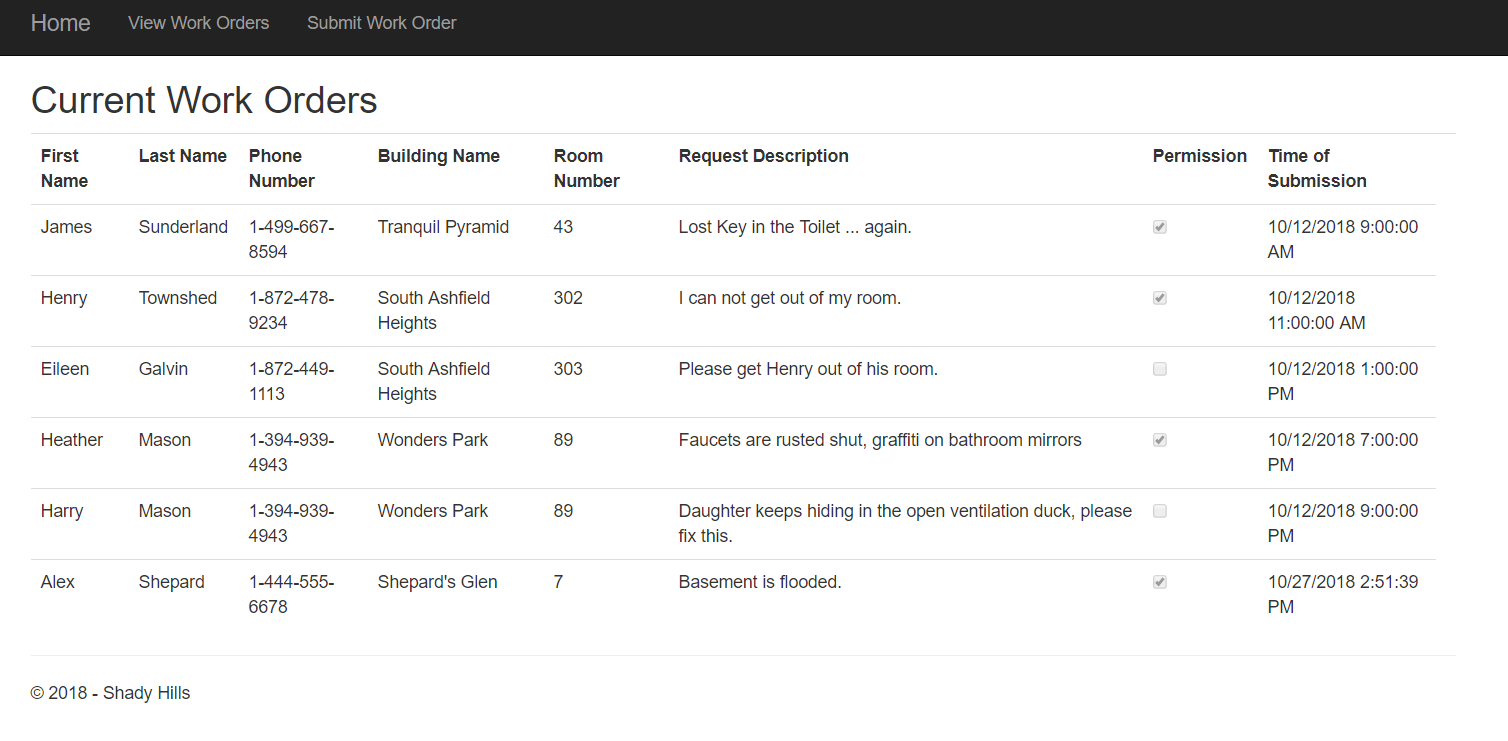 Home View Work Orders Submit Work Order
Current Work Orders
First Name Last Name Phone Number Building Name Room Number Request Description Permission Time of Submission
James Sunderland 1-499-667-8594 Tranquil Pyramid 43 Lost Key in the Toilet ... again. 10/12/2018 9:00:00 AM
Henry Townshed 1-872-478-9234 South Ashfield Heights 302 I can not get out of my room. 10/12/2018 11:00:00 AM
Eileen Galvin 1-872-449-1113 South Ashfield Heights 303 Please get Henry out of his room. 10/12/2018 1:00:00 PM
Heather Mason 1-394-939-4943 Wonders Park 89 Faucets are rusted shut, graffiti on bathroom mirrors 10/12/2018 7:00:00 PM
Harry Mason 1-394-939-4943 Wonders Park 89 Daughter keeps hiding in the open ventilation duck, please fix this. 10/12/2018 9:00:00 PM
Alex Shepard 1-444-555-6678 Shepard's Glen 7 Basement is flooded. 10/27/2018 2:51:39 PM
© 2018 - Shady Hills